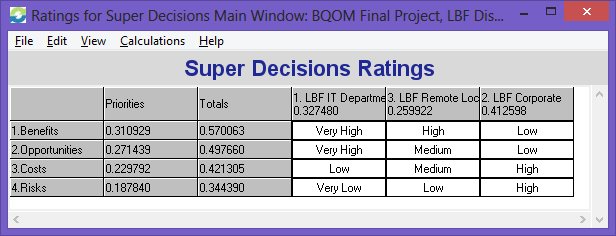 Ratings for Super Decisions Main Window: BQOM Final Project, LBF Dis...
File Edit View Calculations Help
Super Decisions Ratings
Priorities Totals 1. LBF IT Departme 3. LBF Remote Loc 2. LBF Corporate
0.327480 0.259922 0.412598
1.Benefits 0.310929 0.570063 Very High High Low
2.Opportunities 0.271439 0.497660 Very High Medium Low
3.Costs 0.229792 0.421305 Low Medium High
4.Risks 0.187840 0.344390 Very Low Low High